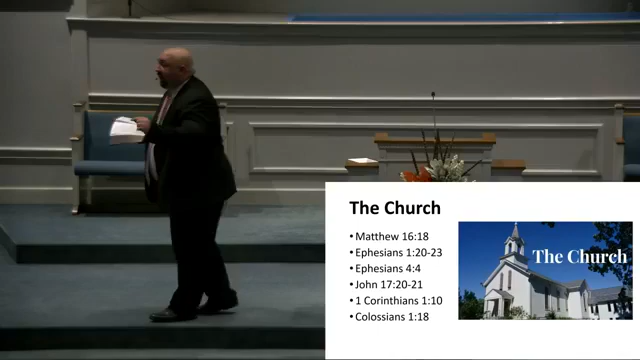 The Church
• Matthew 16:18
• Ephesians 1:20-23
• Ephesians 4:4
• John 17:20-21
• 1 Corinthians 1:10
• Colossians 1:18
The Church